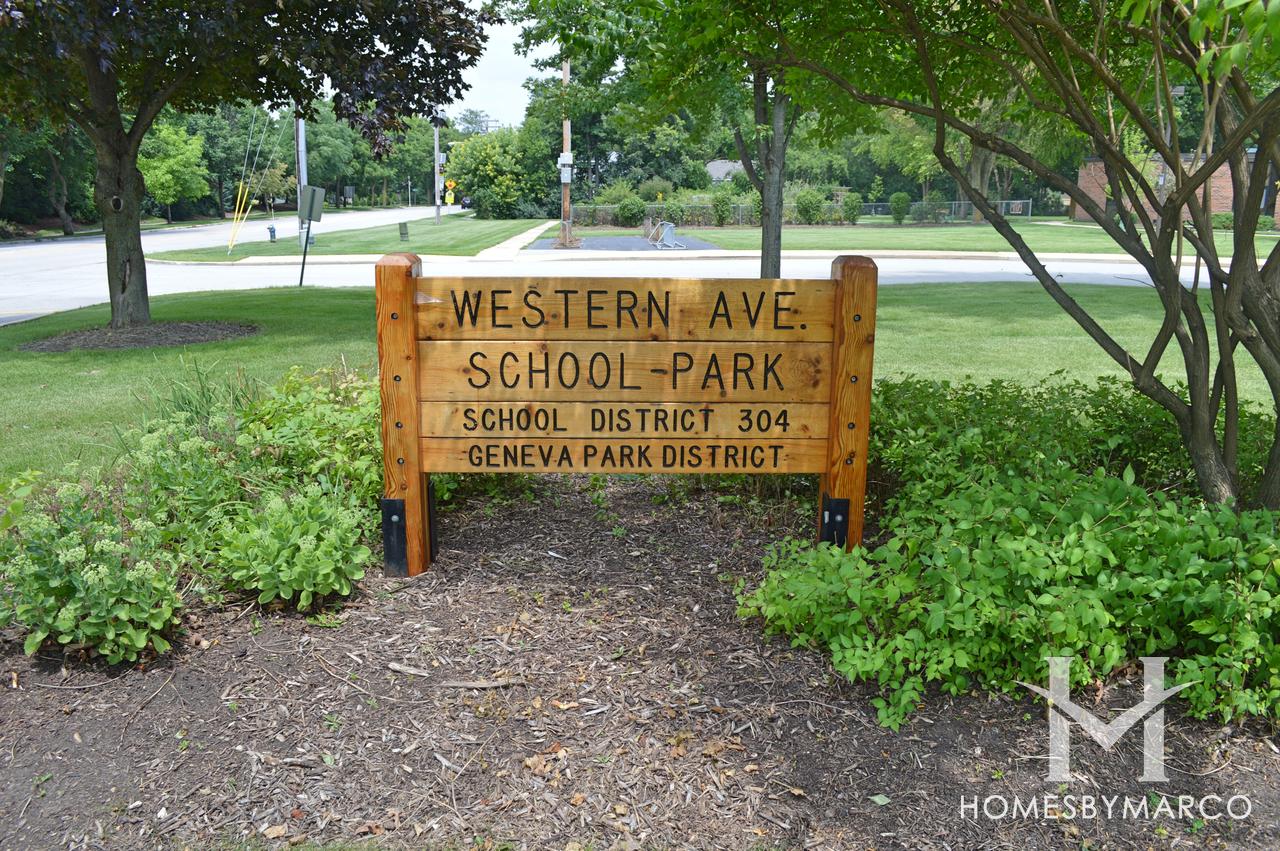 WESTERN AVE.
SCHOOL-PARK
SCHOOL DISTRICT 304
GENEVA PARK DISTRICT
HOMESBYMARCO